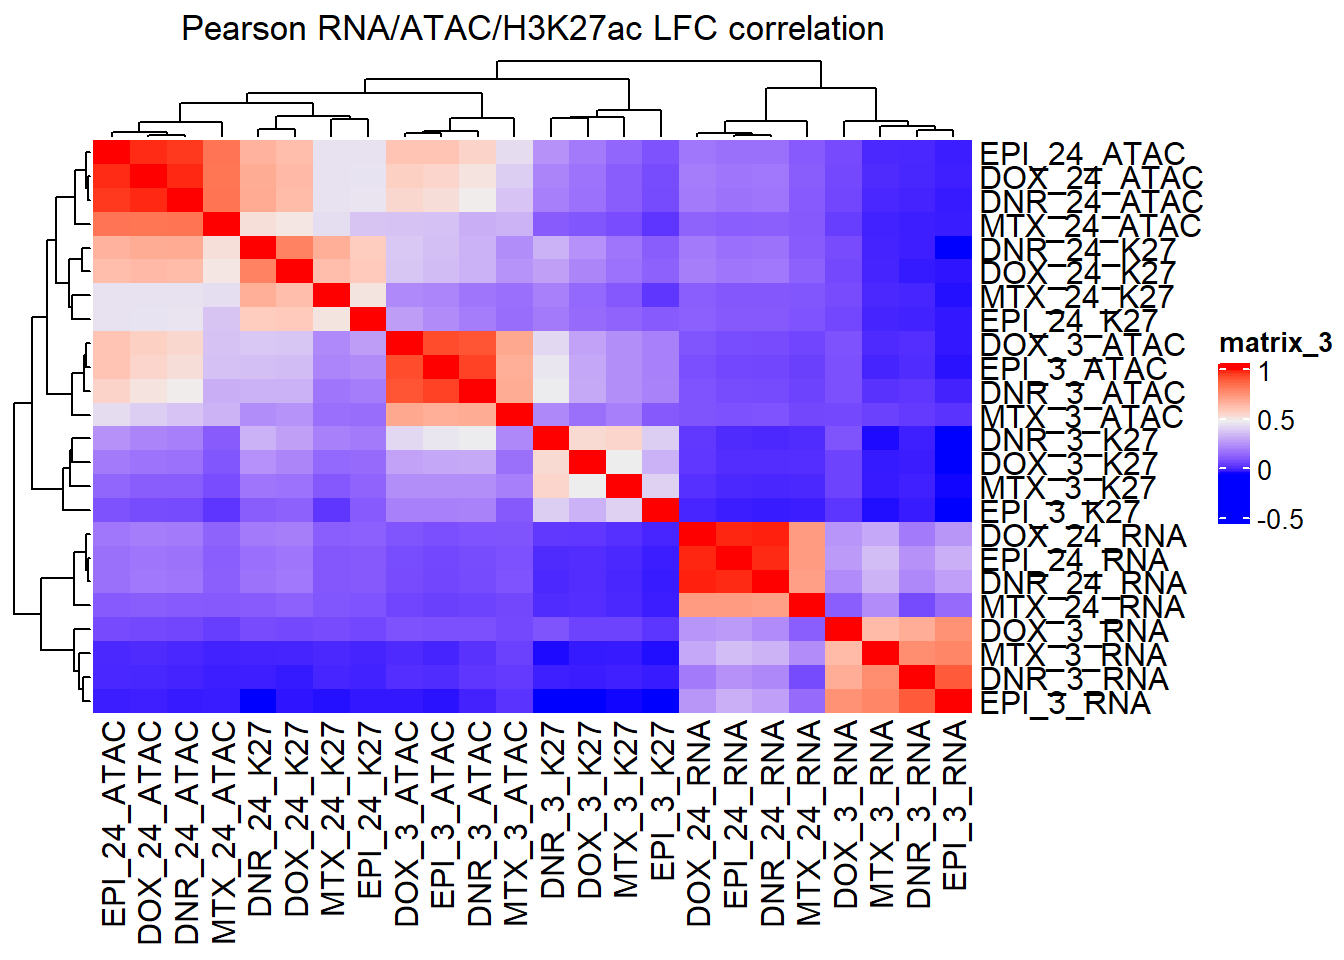 Pearson RNA/ATAC/H3K27ac LFC correlation
EPI_24_ATAC
DOX_24_ATAC
DNR_24_ATAC
MTX_24_ATAC
DNR_24_K27
DOX_24_K27
MTX_24_K27
EPI_24_K27
DOX_3_ATAC
EPI_3_ATAC
DNR_3_ATAC
MTX_3_ATAC
DNR_3_K27
DOX_3_K27
MTX_3_K27
EPI_3_K27
DOX_24_RNA
EPI_24_RNA
DNR_24_RNA
MTX_24_RNA
DOX_3_RNA
MTX_3_RNA
DNR_3_RNA
EPI_3_RNA
matrix_3
1
0.5
0
-0.5
EPI_24_ATAC
DOX_24_ATAC
DNR_24_ATAC
MTX_24_ATAC
DNR_24_K27
DOX_24_K27
MTX_24_K27
EPI_24_K27
DOX_3_ATAC
EPI_3_ATAC
DNR_3_ATAC
MTX_3_ATAC
DNR_3_K27
DOX_3_K27
MTX_3_K27
EPI_3_K27
DOX_24_RNA
EPI_24_RNA
DNR_24_RNA
MTX_24_RNA
DOX_3_RNA
MTX_3_RNA
DNR_3_RNA
EPI_3_RNA